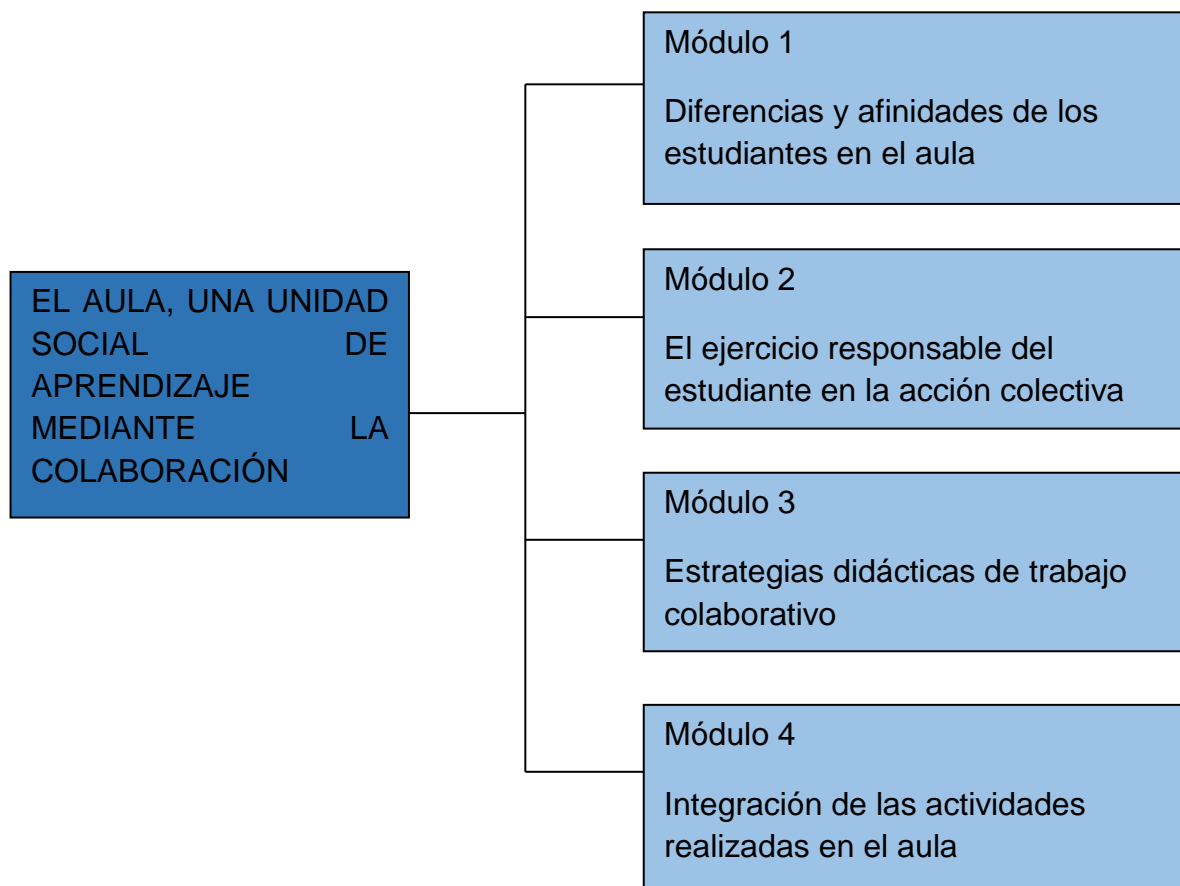 EL AULA, UNA UNIDAD
SOCIAL DE
APRENDIZAJE
MEDIANTE LA
COLABORACIÓN
Módulo 1
Diferencias y afinidades de los
estudiantes en el aula
Módulo 2
El ejercicio responsable del
estudiante en la acción colectiva
Módulo 3
Estrategias didácticas de trabajo
colaborativo
Módulo 4
Integración de las actividades
realizadas en el aula